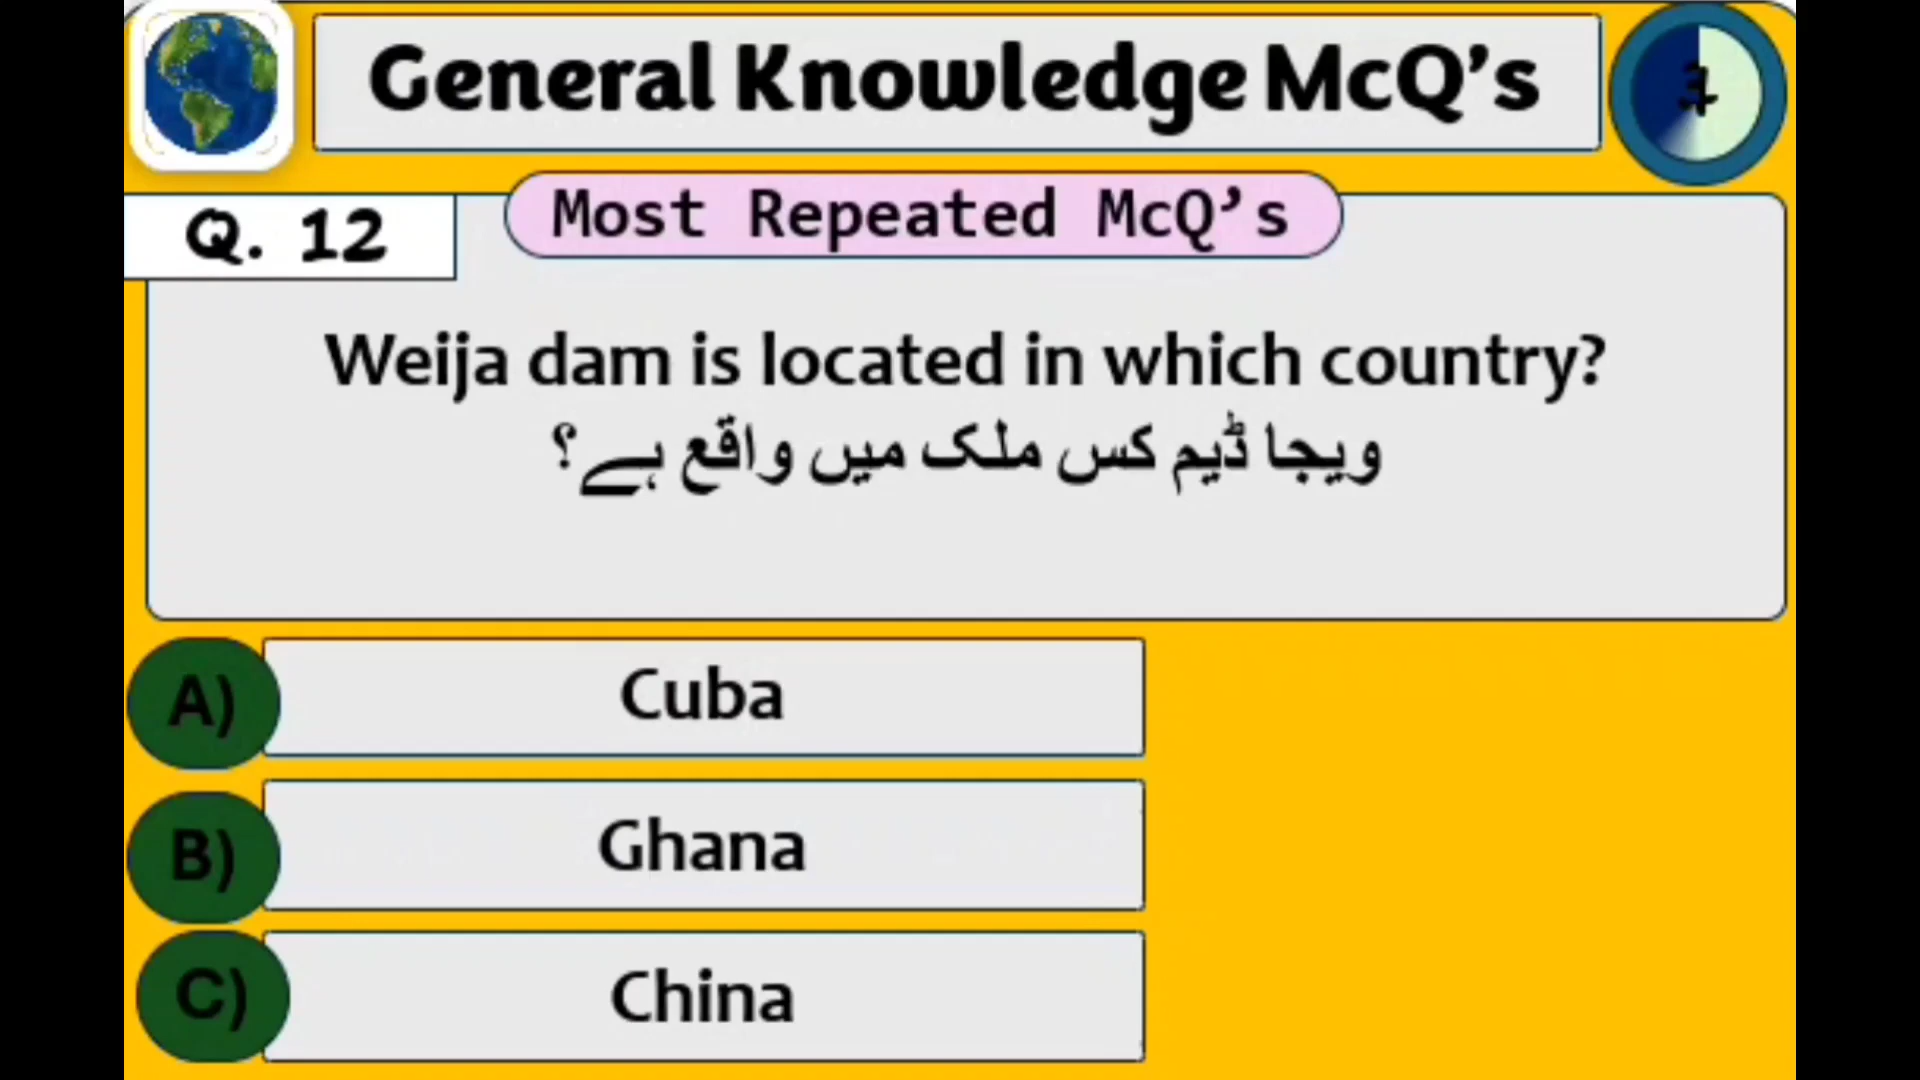 General Knowledge McQ's
Q. 12
Most Repeated McQ's
Weija dam is located in which country?
ویجا ڈیم کس ملک میں واقع ہے؟
A) Cuba
B) Ghana
C) China